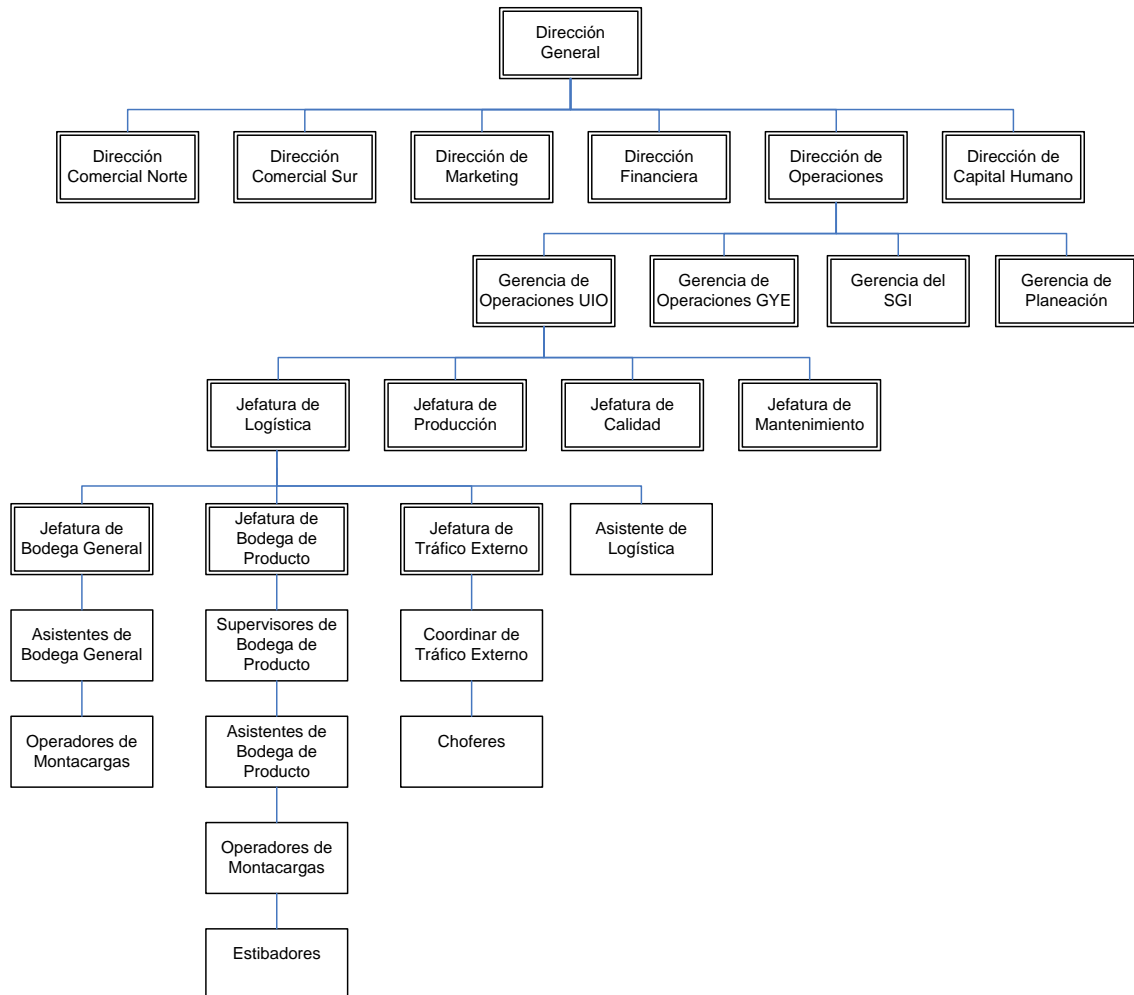 Dirección
General
Dirección
Comercial Norte
Dirección
Comercial Sur
Dirección de
Marketing
Dirección
Financiera
Dirección de
Operaciones
Dirección de
Capital Humano
Gerencia de
Operaciones UIO
Gerencia de
Operaciones GYE
Gerencia del
SGI
Gerencia de
Planeación
Jefatura de
Logística
Jefatura de
Producción
Jefatura de
Calidad
Jefatura de
Mantenimiento
Jefatura de
Bodega General
Jefatura de
Bodega de
Producto
Jefatura de
Tráfico Externo
Asistente de
Logística
Asistentes de
Bodega General
Supervisores de
Bodega de
Producto
Coordinar de
Tráfico Externo
Operadores de
Montacargas
Asistentes de
Bodega de
Producto
Choferes
Operadores de
Montacargas
Estibadores